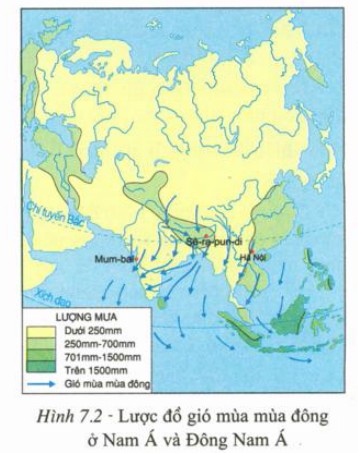 Chí tuyến Bắc
Sê-ra-pun-di
Mum-bai
Hà Nội
Xích đạo
LƯỢNG MƯA
Dưới 250mm
250mm-700mm
701mm-1500mm
Trên 1500mm
Gió mùa mùa đông
Hình 7.2 - Lược đồ gió mùa mùa đông
ở Nam Á và Đông Nam Á